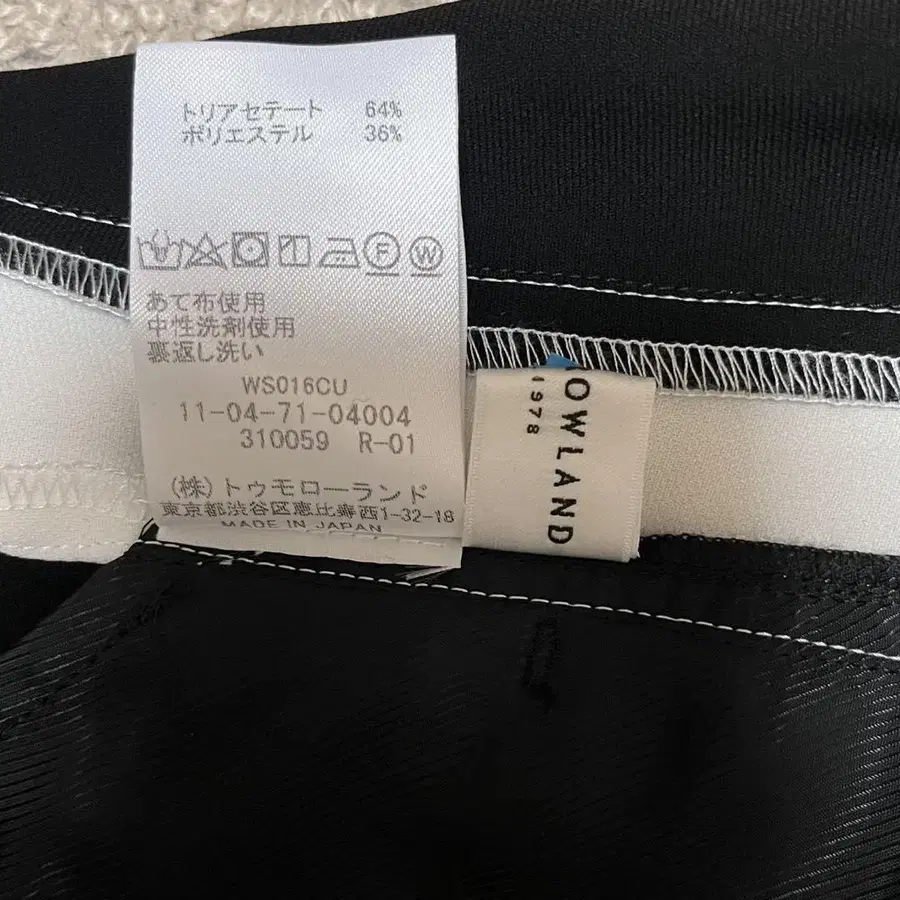 トリアセテート 64%
ポリエステル 36%
F W
あて布使用
中性洗剤使用
裏返し洗い
WS016CU
11-04-71-04004
310059 R-01
(株)トゥモローランド
東京都渋谷区恵比寿西1-32-18
MADE IN JAPAN
OWLAND
1978